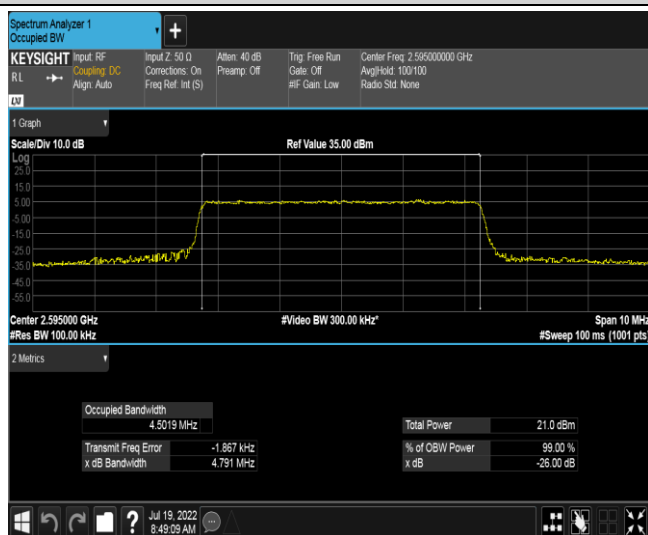 Spectrum Analyzer 1
Occupied BW
+
KEYSIGHT
R L
LXI
Input: RF
Coupling: DC
Align: Auto
Input Z: 50 Ω
Corrections: On
Freq Ref: Int (S)
Atten: 40 dB
Preamp: Off
Trig: Free Run
Gate: Off
#IF Gain: Low
Center Freq: 2.595000000 GHz
Avg|Hold: 100/100
Radio Std: None
1 Graph
Scale/Div 10.0 dB
Ref Value 35.00 dBm
Log
25.0
15.0
5.00
-5.00
-15.0
-25.0
-35.0
-45.0
-55.0
Center 2.595000 GHz
#Res BW 100.00 kHz
#Video BW 300.00 kHz*
Span 10 MHz
#Sweep 100 ms (1001 pts)
2 Metrics
Occupied Bandwidth
4.5019 MHz
Transmit Freq Error -1.867 kHz
x dB Bandwidth 4.791 MHz
Total Power 21.0 dBm
% of OBW Power 99.00 %
x dB -26.00 dB
?
Jul 19, 2022
8:49:09 AM